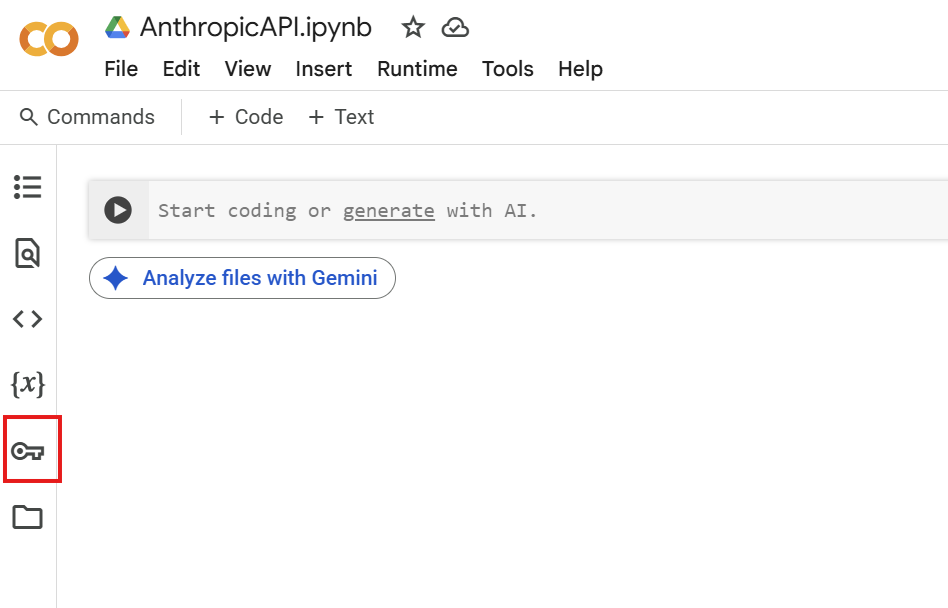 AnthropicAPI.ipynb
File Edit View Insert Runtime Tools Help
Commands + Code + Text
Start coding or generate with AI.
Analyze files with Gemini
{x}